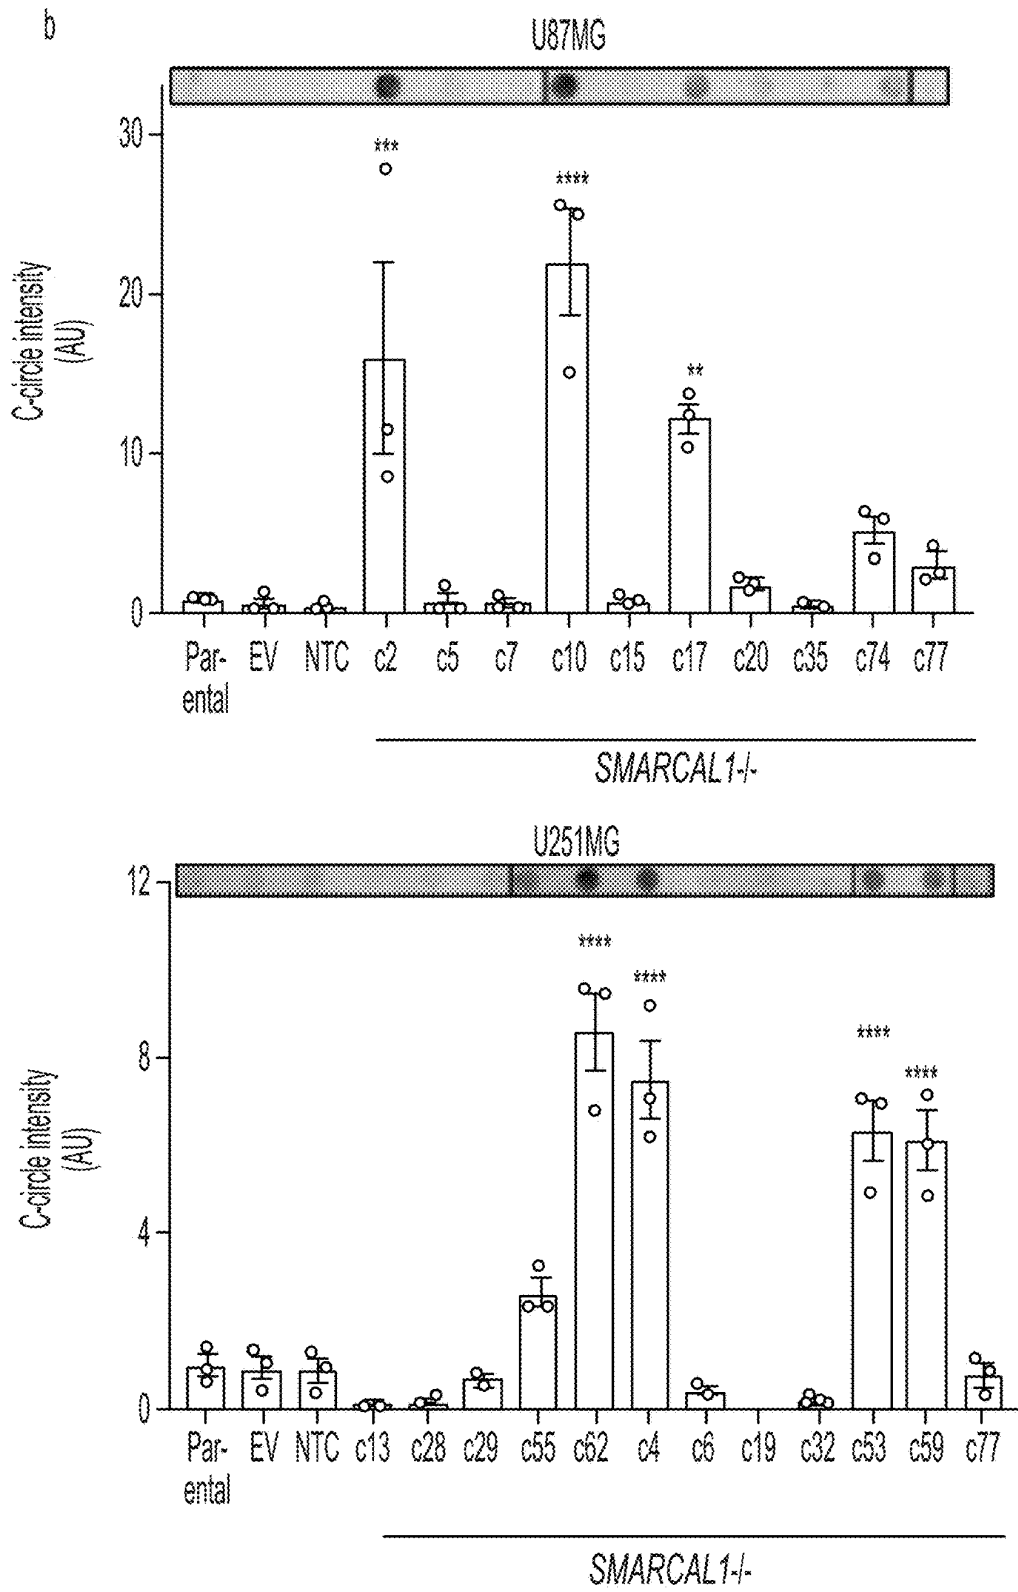 b
U87MG
30
20
10
0
C-circle intensity
(AU)
***
****
**
Par-
ental
EV NTC c2 c5 c7 c10 c15 c17 c20 c35 c74 c77
SMARCAL1-/-
U251MG
12
8
4
0
C-circle intensity
(AU)
****
****
****
****
Par-
ental
EV NTC c13 c28 c29 c55 c62 c4 c6 c19 c32 c53 c59 c77
SMARCAL1-/-